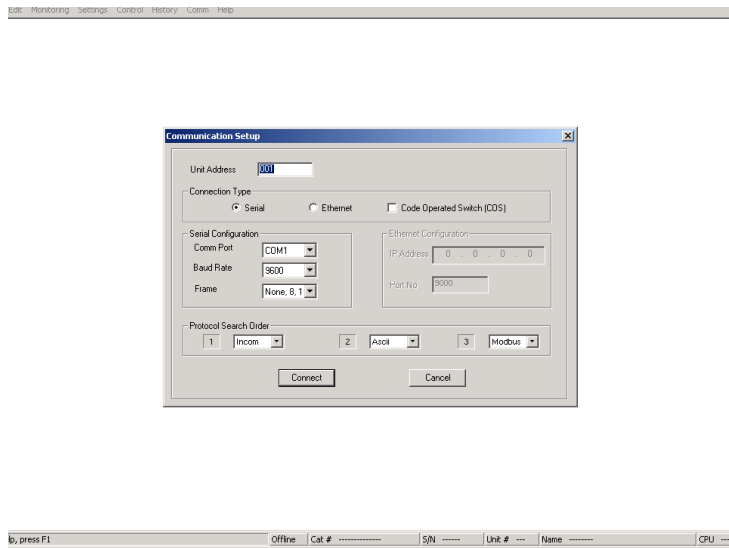 Edit Monitoring Settings Control History Comm Help
Communication Setup
Unit Address 001
Connection Type
Serial Ethernet Code Operated Switch (COS)
Serial Configuration
Comm Port COM1
Baud Rate 9600
Frame None, 8, 1
Ethernet Configuration
IP Address 0 . 0 . 0 . 0
Port No 9000
Protocol Search Order
1 Incom 2 Ascii 3 Modbus
Connect Cancel
lp, press F1 Offline Cat # -------------- S/N ------ Unit # --- Name -------- CPU ---